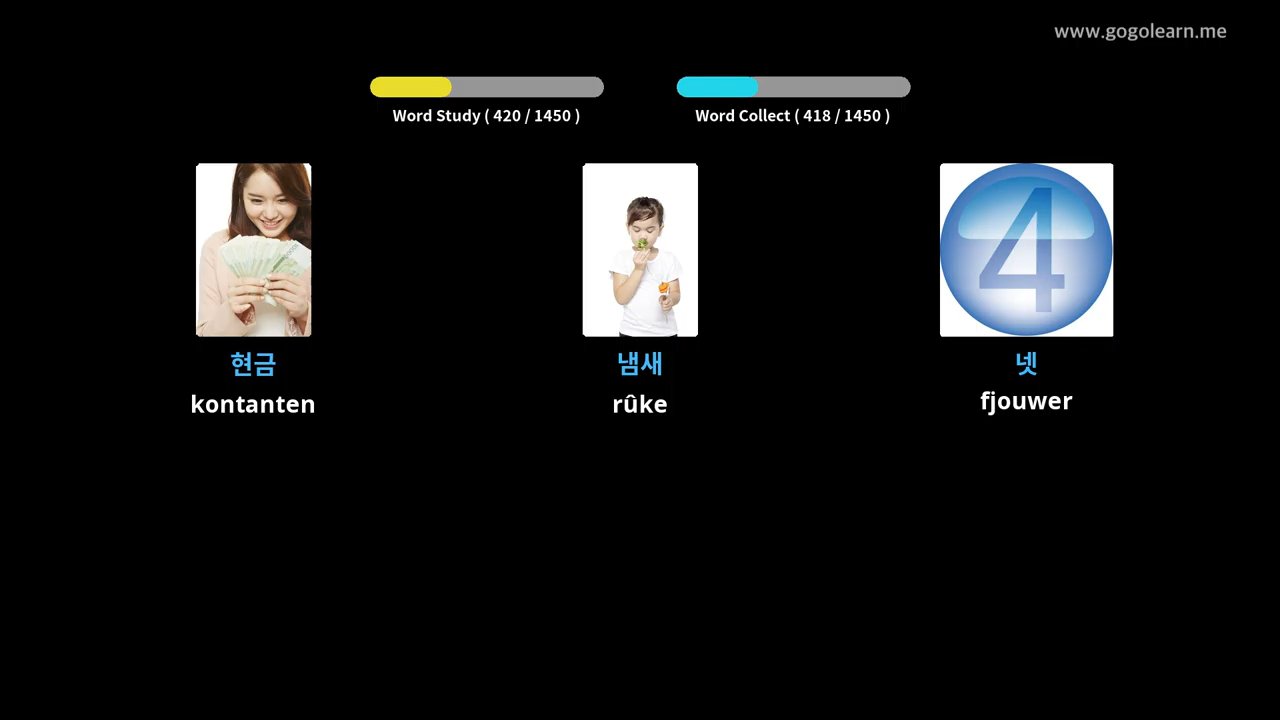 www.gogolearn.me
Word Study ( 420 / 1450 )
Word Collect ( 418 / 1450 )
4
현금
냄새
넷
kontanten
rûke
fjouwer